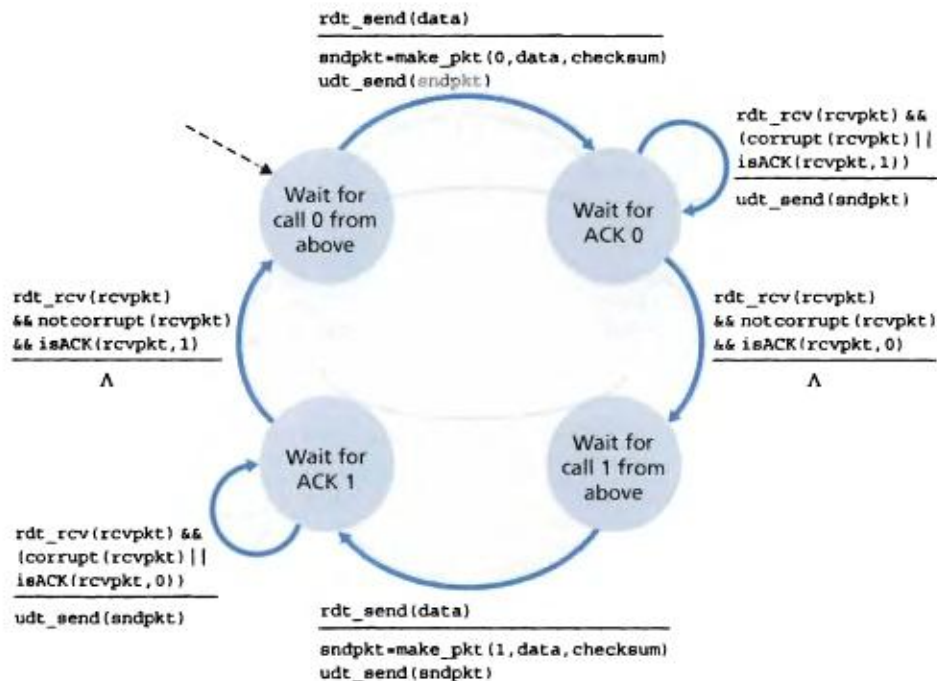 rdt_send(data)
sndpkt=make_pkt(0,data,checksum)
udt_send(sndpkt)
rdt_rcv(rcvpkt) &&
(corrupt(rcvpkt)||
isACK(rcvpkt,1))
udt_send(sndpkt)
Wait for
call 0 from
above
Wait for
ACK 0
rdt_rcv(rcvpkt)
&& notcorrupt(rcvpkt)
&& isACK(rcvpkt,1)
Λ
rdt_rcv(rcvpkt)
&& notcorrupt(rcvpkt)
&& isACK(rcvpkt,0)
Λ
Wait for
ACK 1
Wait for
call 1 from
above
rdt_rcv(rcvpkt) &&
(corrupt(rcvpkt)||
isACK(rcvpkt,0))
udt_send(sndpkt)
rdt_send(data)
sndpkt=make_pkt(1,data,checksum)
udt_send(sndpkt)